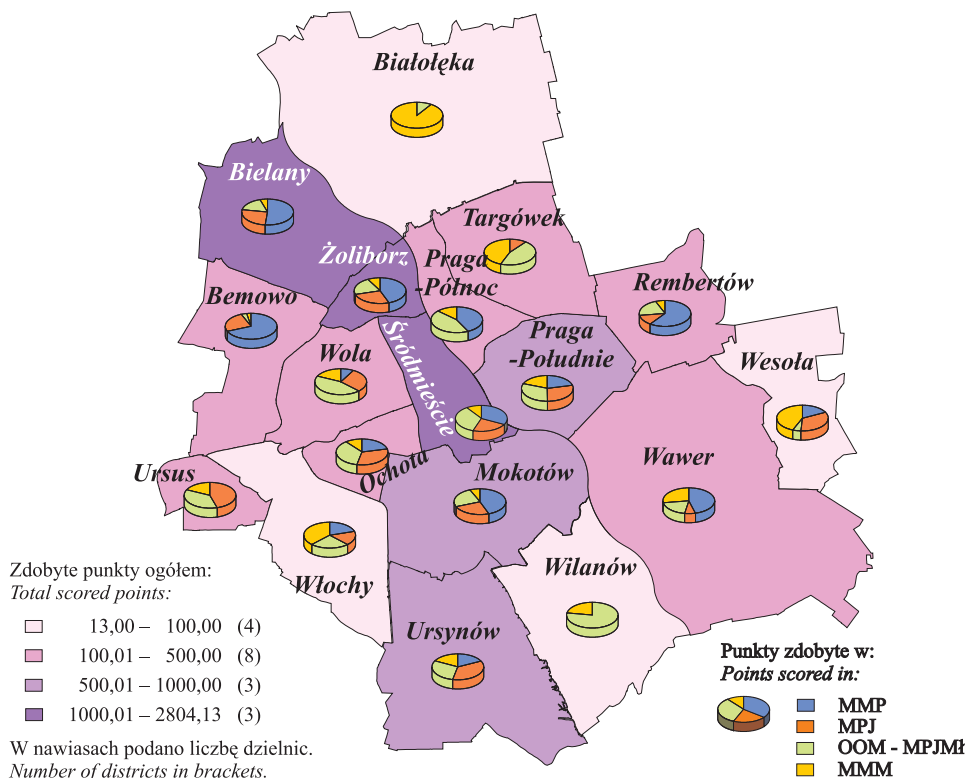 Białołęka
Bielany
Targówek
Żoliborz
Praga
-Północ
Rembertów
Bemowo
Śródmieście
Praga
-Południe
Wola
Wesoła
Ochota
Mokotów
Wawer
Ursus
Włochy
Wilanów
Ursynów
Zdobyte punkty ogółem:
Total scored points:
13,00 – 100,00 (4)
100,01 – 500,00 (8)
500,01 – 1000,00 (3)
1000,01 – 2804,13 (3)
W nawiasach podano liczbę dzielnic.
Number of districts in brackets.
Punkty zdobyte w:
Points scored in:
MMP
MPJ
OOM - MPJMł
MMM